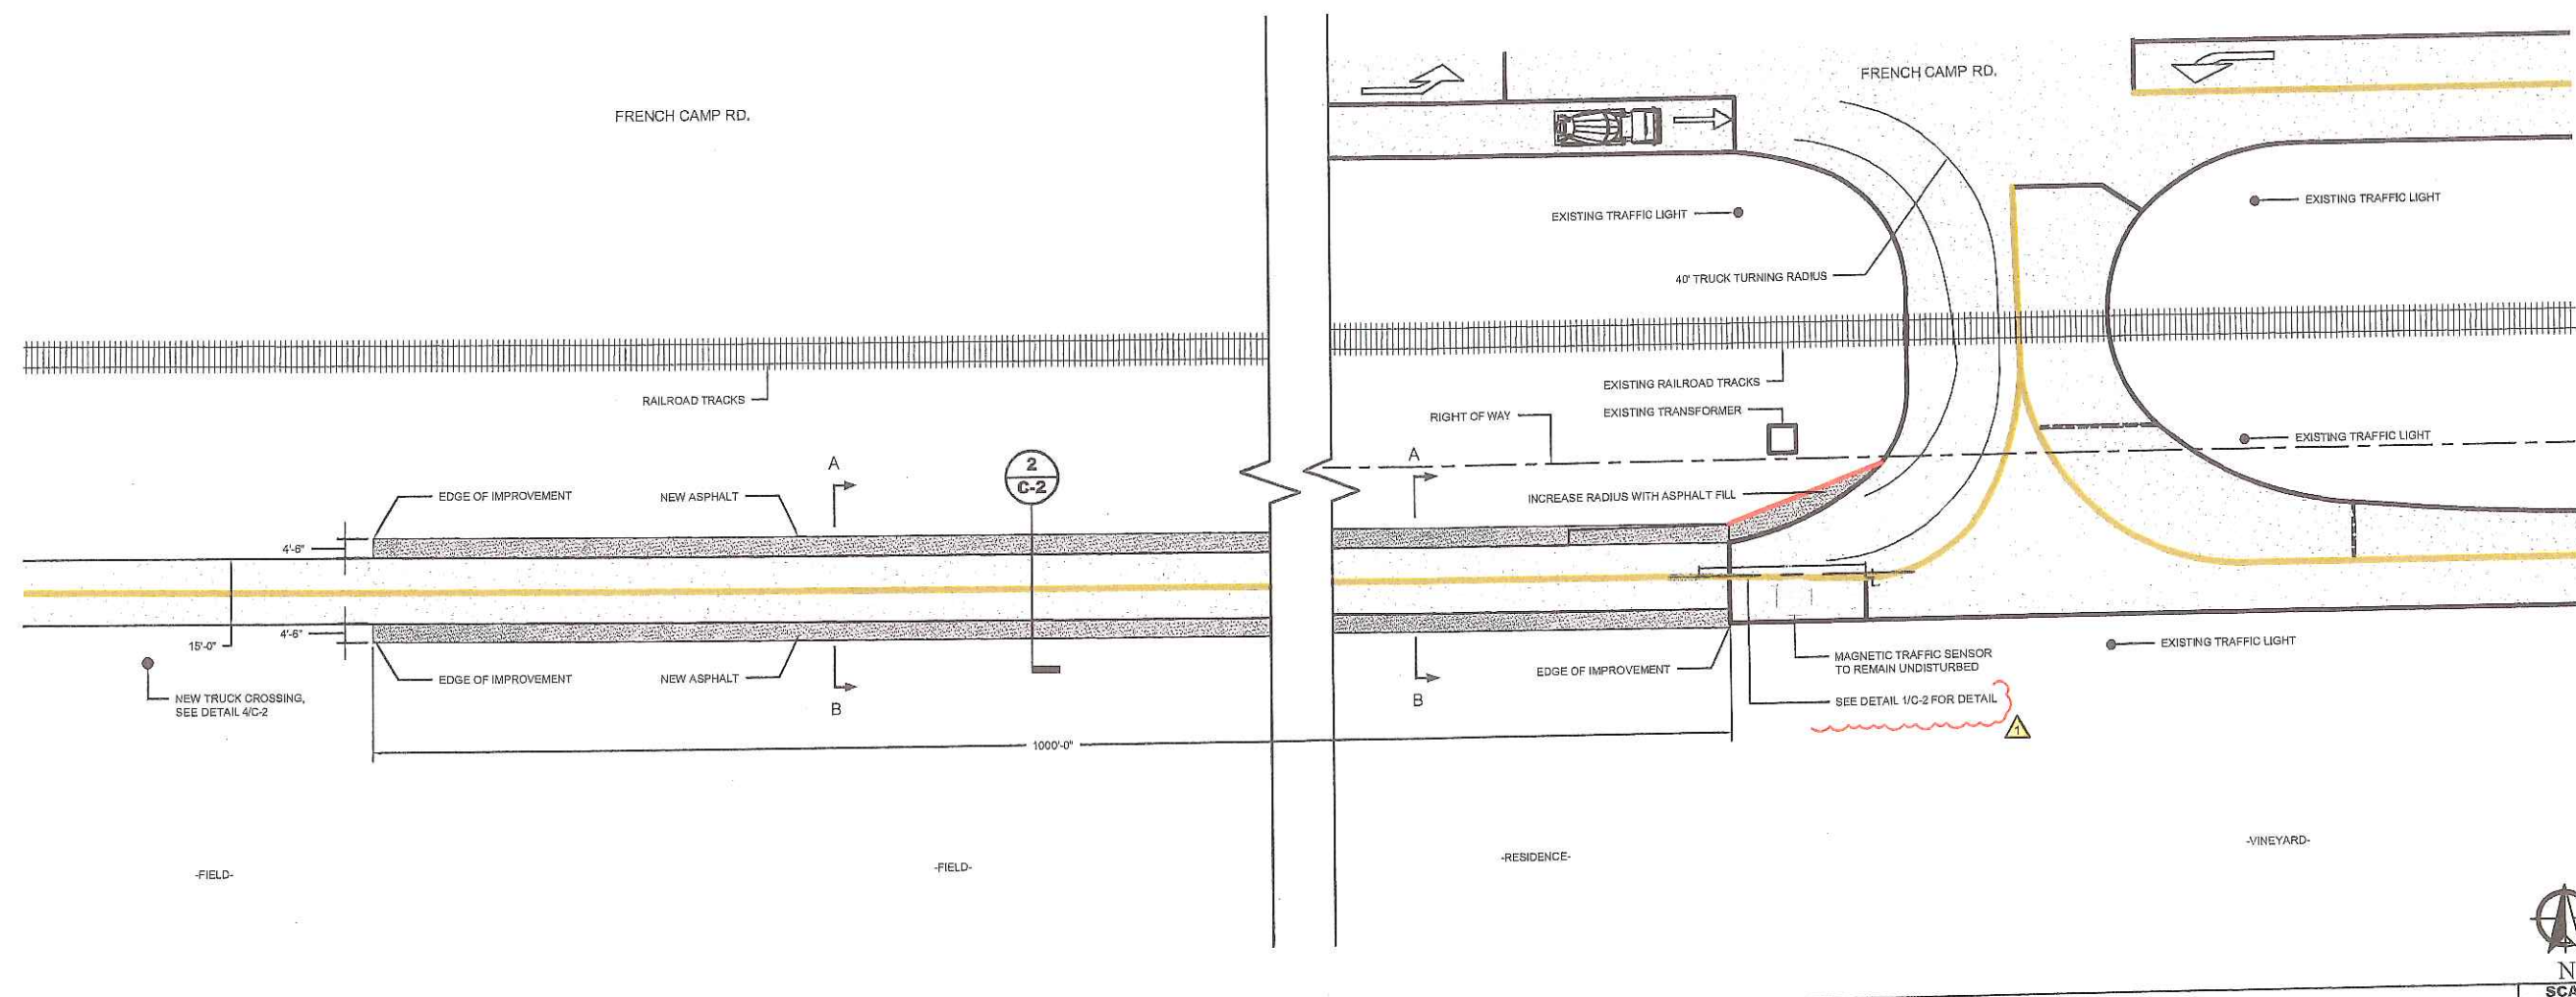 FRENCH CAMP RD.
FRENCH CAMP RD.
EXISTING TRAFFIC LIGHT
EXISTING TRAFFIC LIGHT
40' TRUCK TURNING RADIUS
RAILROAD TRACKS
EXISTING RAILROAD TRACKS
RIGHT OF WAY
EXISTING TRANSFORMER
EXISTING TRAFFIC LIGHT
A
2
C-2
A
EDGE OF IMPROVEMENT
NEW ASPHALT
INCREASE RADIUS WITH ASPHALT FILL
4'-6"
4'-6"
15'-0"
EDGE OF IMPROVEMENT
NEW ASPHALT
B
EDGE OF IMPROVEMENT
B
MAGNETIC TRAFFIC SENSOR
TO REMAIN UNDISTURBED
EXISTING TRAFFIC LIGHT
NEW TRUCK CROSSING,
SEE DETAIL 4/C-2
SEE DETAIL 1/C-2 FOR DETAIL
1
1000'-0"
-FIELD-
-FIELD-
-RESIDENCE-
-VINEYARD-
N